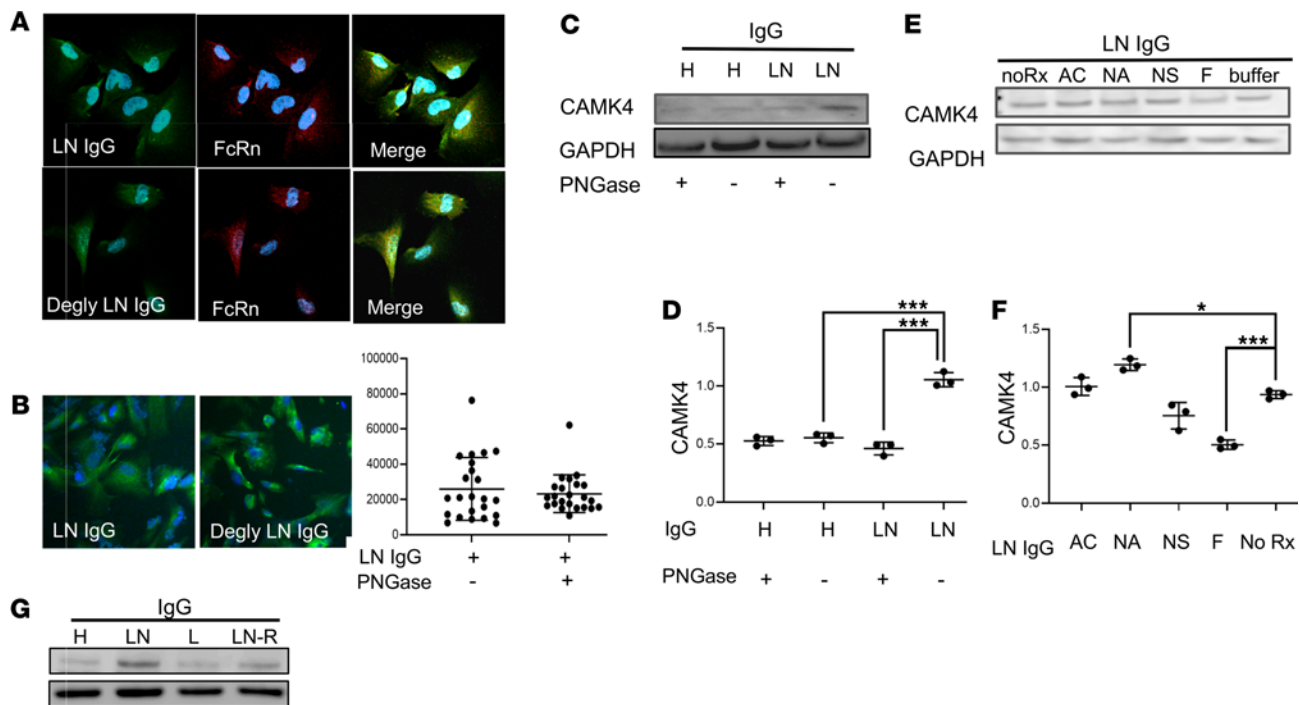 A
LN IgG FcRn Merge
Degly LN IgG FcRn Merge
B
LN IgG Degly LN IgG
100000
80000
60000
40000
20000
0
LN IgG + +
PNGase - +
C
IgG
H H LN LN
CAMK4
GAPDH
PNGase + - + -
D
***
***
CAMK4
1.5
1.0
0.5
0.0
IgG H H LN LN
PNGase + - + -
E
LN IgG
noRx AC NA NS F buffer
CAMK4
GAPDH
F
*
***
CAMK4
1.5
1.0
0.5
0.0
LN IgG AC NA NS F No Rx
G
IgG
H LN L LN-R